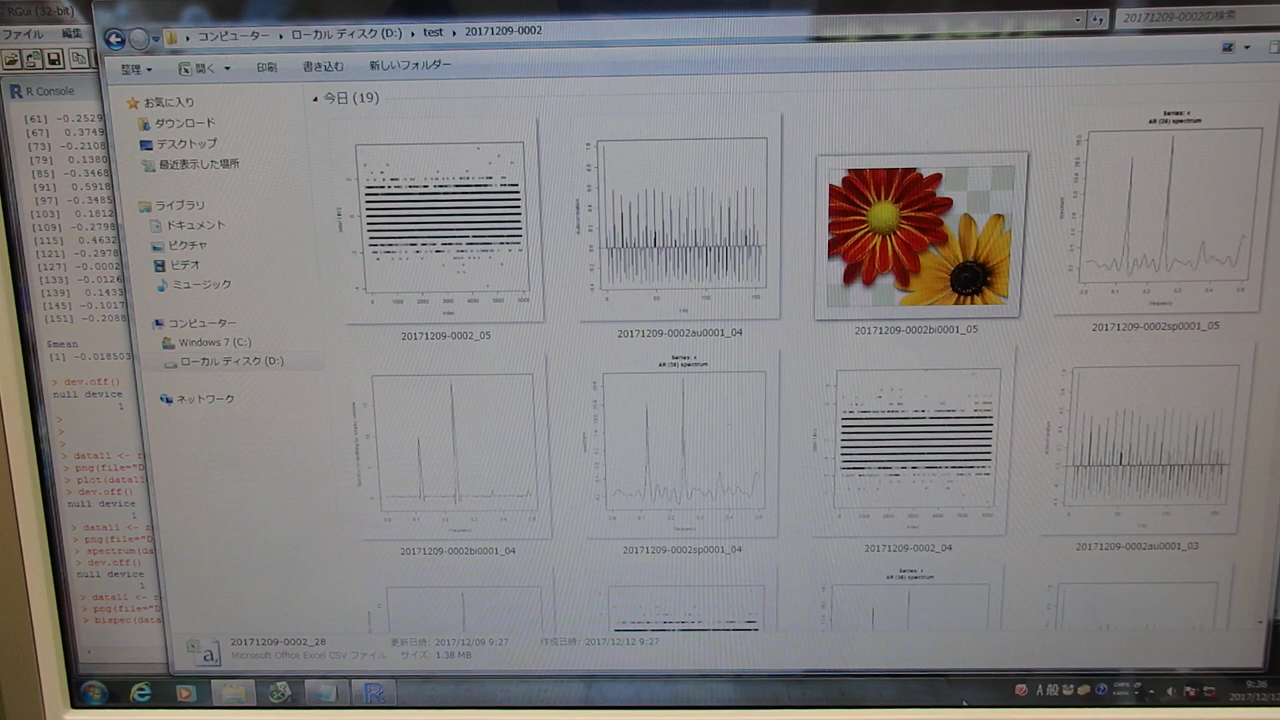 RGui (32-bit)
ファイル 編集
コンピューター ローカル ディスク (D:) test 20171209-0002
20171209-0002の検索
整理 開く 印刷 書き込む 新しいフォルダー
R Console
[61] -0.2529
[67] 0.3749
[73] -0.2108
[79] 0.1380
[85] -0.3468
[91] 0.5918
[97] -0.3485
[103] 0.1812
[109] -0.2798
[115] 0.4632
[121] -0.2978
[127] -0.0002
[133] -0.0126
[139] 0.1433
[145] -0.1017
[151] -0.2088
$mean
[1] -0.018503
> dev.off()
null device
1
>
>
>
> data11 <- r
> png(file="D
> plot(data11
> dev.off()
null device
1
> data11 <- r
> png(file="D
> spectrum(da
> dev.off()
null device
1
> data11 <- r
> png(file="D
> bispec(data
お気に入り
ダウンロード
デスクトップ
最近表示した場所
ライブラリ
ドキュメント
ピクチャ
ビデオ
ミュージック
コンピューター
Windows 7 (C:)
ローカル ディスク (D:)
ネットワーク
今日 (19)
Series: x
AR (38) spectrum
20171209-0002_05
20171209-0002au0001_04
20171209-0002bi0001_05
20171209-0002sp0001_05
Series: x
AR (38) spectrum
20171209-0002bi0001_04
20171209-0002sp0001_04
20171209-0002_04
20171209-0002au0001_03
Series: x
AR (38) spectrum
20171209-0002_28 更新日時: 2017/12/09 9:27 作成日時: 2017/12/12 9:27
Microsoft Office Excel CSV ファイル サイズ: 1.38 MB
A 般
9:36
2017/12/12